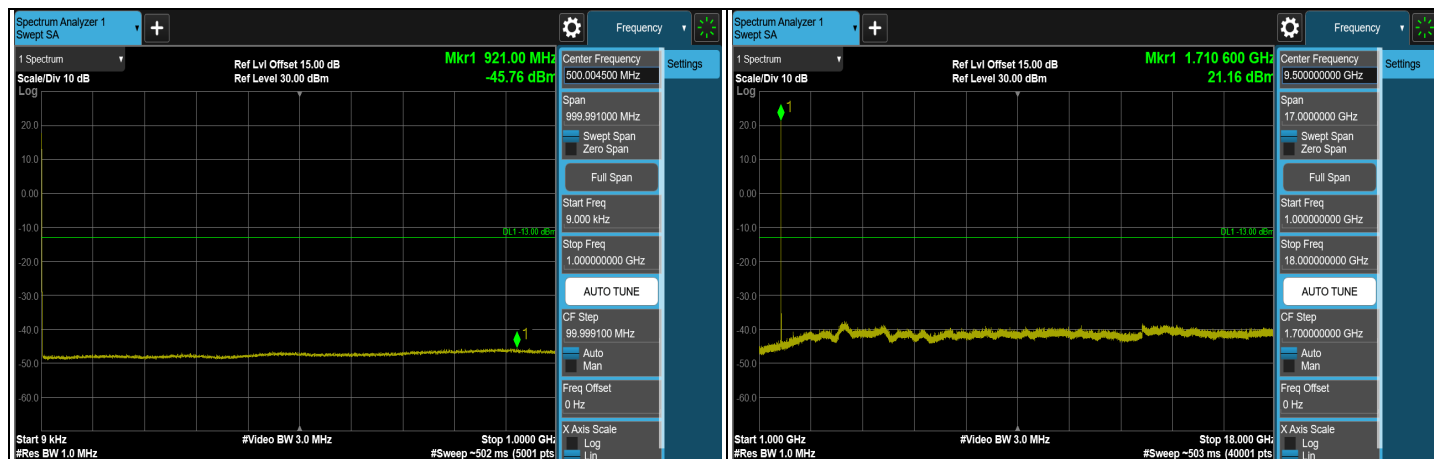 Spectrum Analyzer 1
Swept SA
+
Frequency
1 Spectrum
Scale/Div 10 dB
Log
Ref Lvl Offset 15.00 dB
Ref Level 30.00 dBm
Mkr1 921.00 MHz
-45.76 dBm
1
20.0
10.0
0.00
-10.0
-20.0
-30.0
-40.0
-50.0
-60.0
DL1 -13.00 dBm
Start 9 kHz
#Res BW 1.0 MHz
#Video BW 3.0 MHz
Stop 1.0000 GHz
#Sweep ~502 ms (5001 pts)
Center Frequency
500.004500 MHz
Settings
Span
999.991000 MHz
Swept Span
Zero Span
Full Span
Start Freq
9.000 kHz
Stop Freq
1.000000000 GHz
AUTO TUNE
CF Step
99.999100 MHz
Auto
Man
Freq Offset
0 Hz
X Axis Scale
Log
Lin
Spectrum Analyzer 1
Swept SA
+
Frequency
1 Spectrum
Scale/Div 10 dB
Log
Ref Lvl Offset 15.00 dB
Ref Level 30.00 dBm
Mkr1 1.710 600 GHz
21.16 dBm
1
20.0
10.0
0.00
-10.0
-20.0
-30.0
-40.0
-50.0
-60.0
DL1 -13.00 dBm
Start 1.000 GHz
#Res BW 1.0 MHz
#Video BW 3.0 MHz
Stop 18.000 GHz
#Sweep ~503 ms (40001 pts)
Center Frequency
9.500000000 GHz
Settings
Span
17.0000000 GHz
Swept Span
Zero Span
Full Span
Start Freq
1.000000000 GHz
Stop Freq
18.000000000 GHz
AUTO TUNE
CF Step
1.700000000 GHz
Auto
Man
Freq Offset
0 Hz
X Axis Scale
Log
Lin